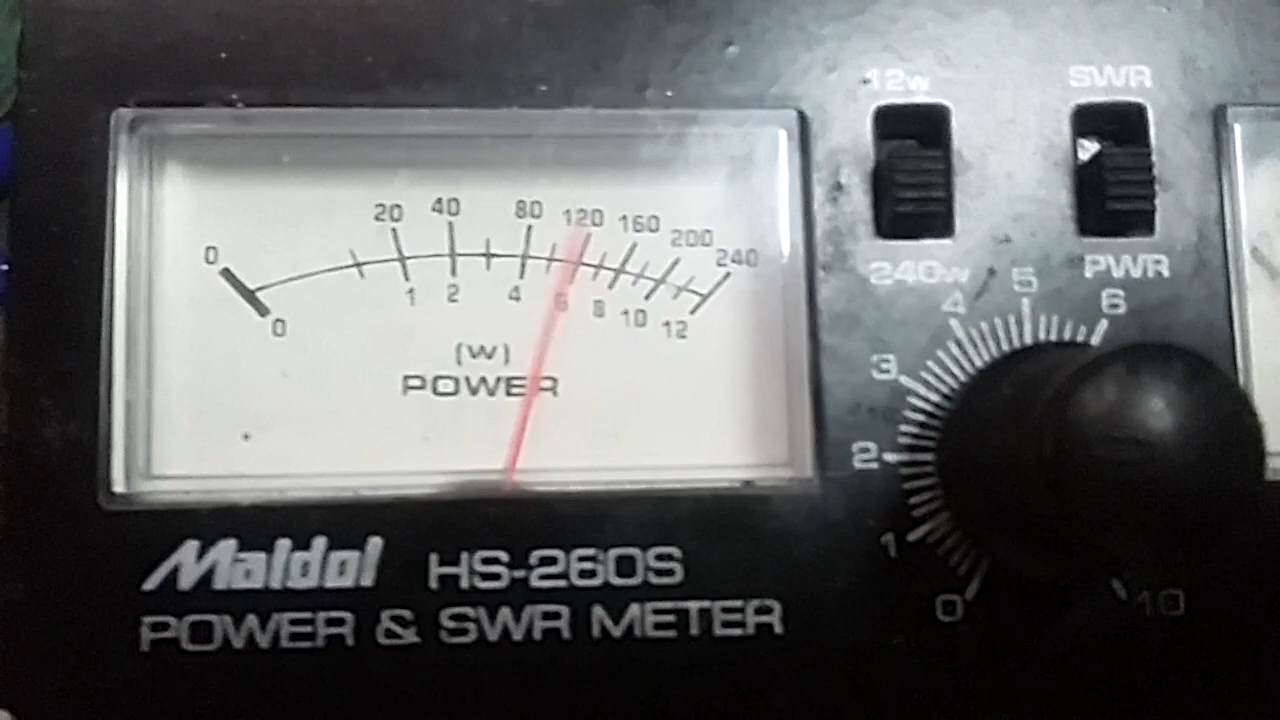 12W
SWR
20 40 80 120 160 200 240
0
0 1 2 4 6 8 10 12
(W)
POWER
240W
PWR
0 1 2 3 4 5 6 10
Maldol HS-260S
POWER & SWR METER